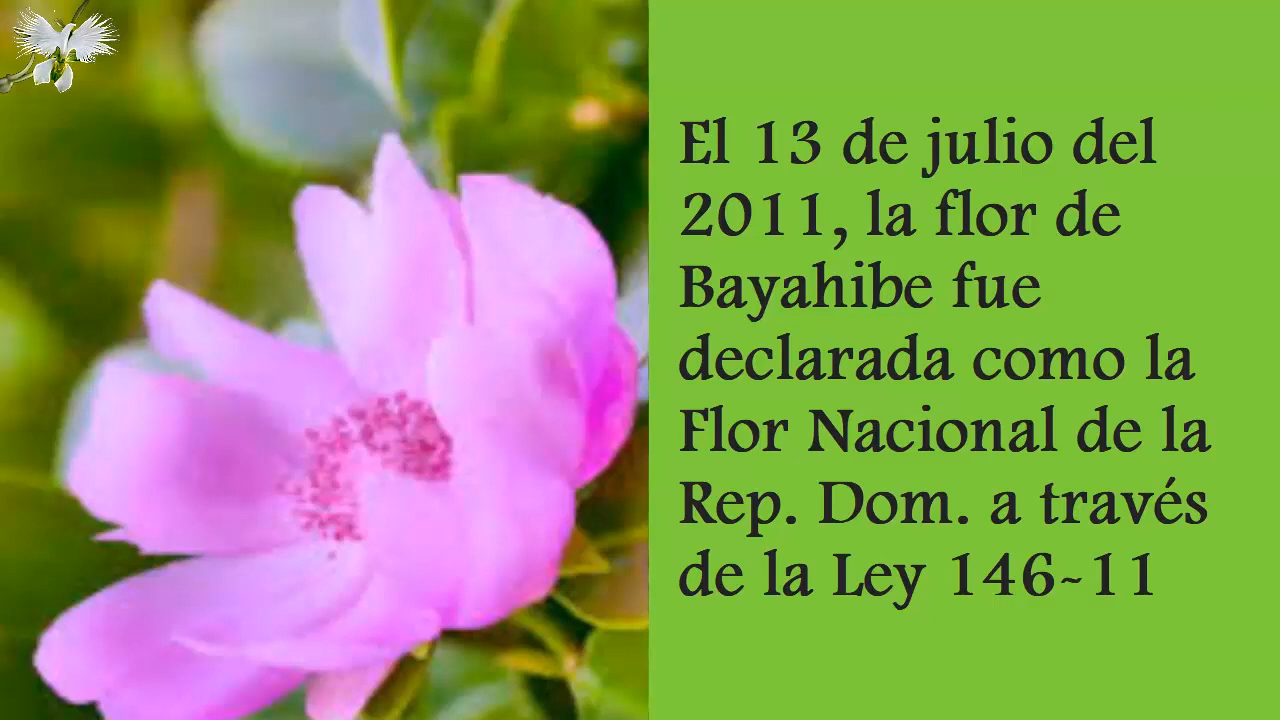 El 13 de julio del
2011, la flor de
Bayahibe fue
declarada como la
Flor Nacional de la
Rep. Dom. a través
de la Ley 146-11